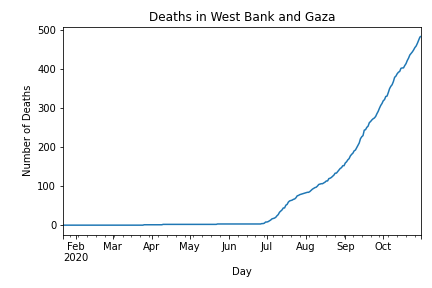 Deaths in West Bank and Gaza
500
400
300
200
100
0
Number of Deaths
Feb Mar Apr May Jun Jul Aug Sep Oct
2020
Day